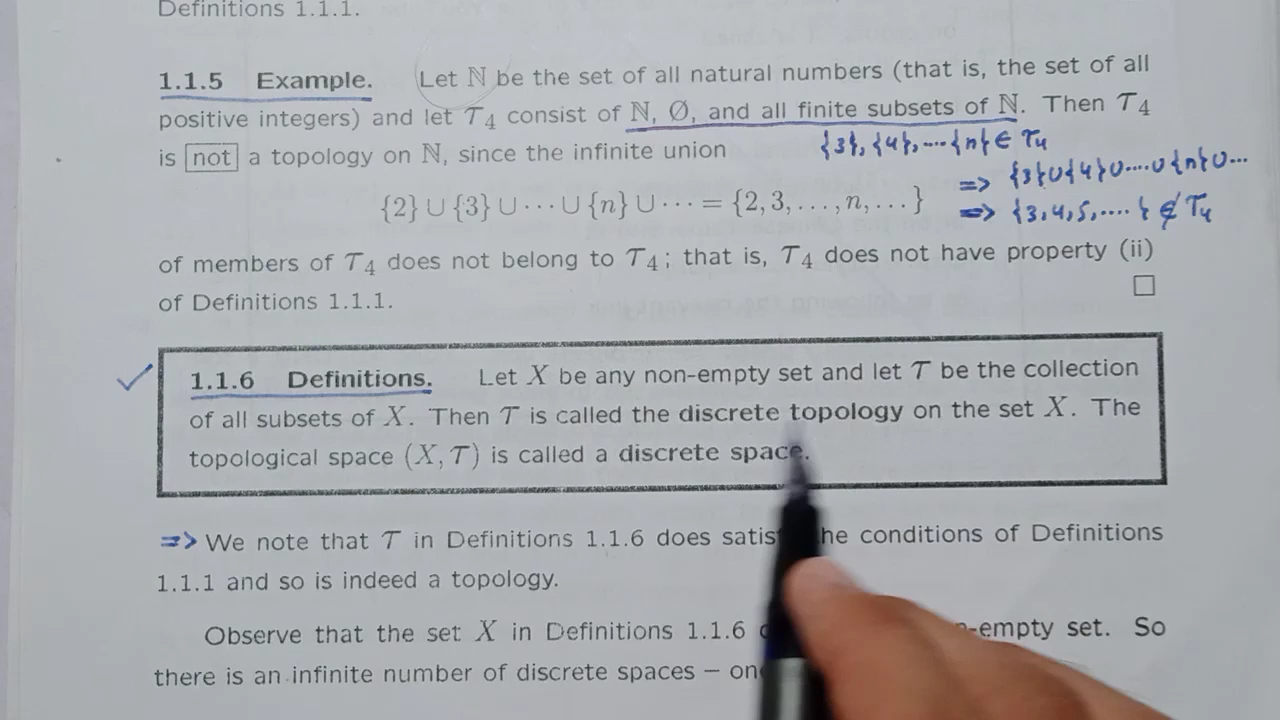 Definitions 1.1.1.
1.1.5 Example. Let ℕ be the set of all natural numbers (that is, the set of all
positive integers) and let 𝒯₄ consist of ℕ, Ø, and all finite subsets of ℕ. Then 𝒯₄
is not a topology on ℕ, since the infinite union
{3}, {4}, .... {n} ∈ 𝒯₄
=> {3}∪{4}∪....∪{n}∪...
{2} ∪ {3} ∪ ⋯ ∪ {n} ∪ ⋯ = {2, 3, . . . , n, . . . }
=> {3,4,5,.... } ∉ 𝒯₄
of members of 𝒯₄ does not belong to 𝒯₄; that is, 𝒯₄ does not have property (ii)
of Definitions 1.1.1. □
1.1.6 Definitions. Let X be any non-empty set and let 𝒯 be the collection
of all subsets of X. Then 𝒯 is called the discrete topology on the set X. The
topological space (X, 𝒯) is called a discrete space.
=> We note that 𝒯 in Definitions 1.1.6 does the conditions of Definitions
1.1.1 and so is indeed a topology.
Observe that the set X in Definitions 1.1.6 -empty set. So
there is an infinite number of discrete spaces –